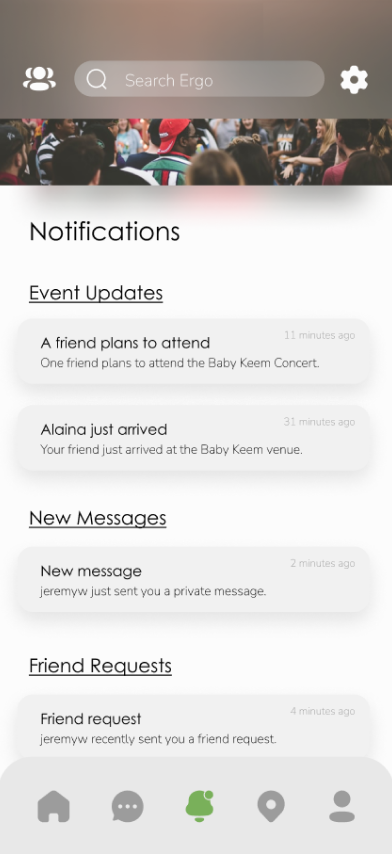 Search Ergo
Notifications
Event Updates
11 minutes ago
A friend plans to attend
One friend plans to attend the Baby Keem Concert.
31 minutes ago
Alaina just arrived
Your friend just arrived at the Baby Keem venue.
New Messages
2 minutes ago
New message
jeremyw just sent you a private message.
Friend Requests
4 minutes ago
Friend request
jeremyw recently sent you a friend request.